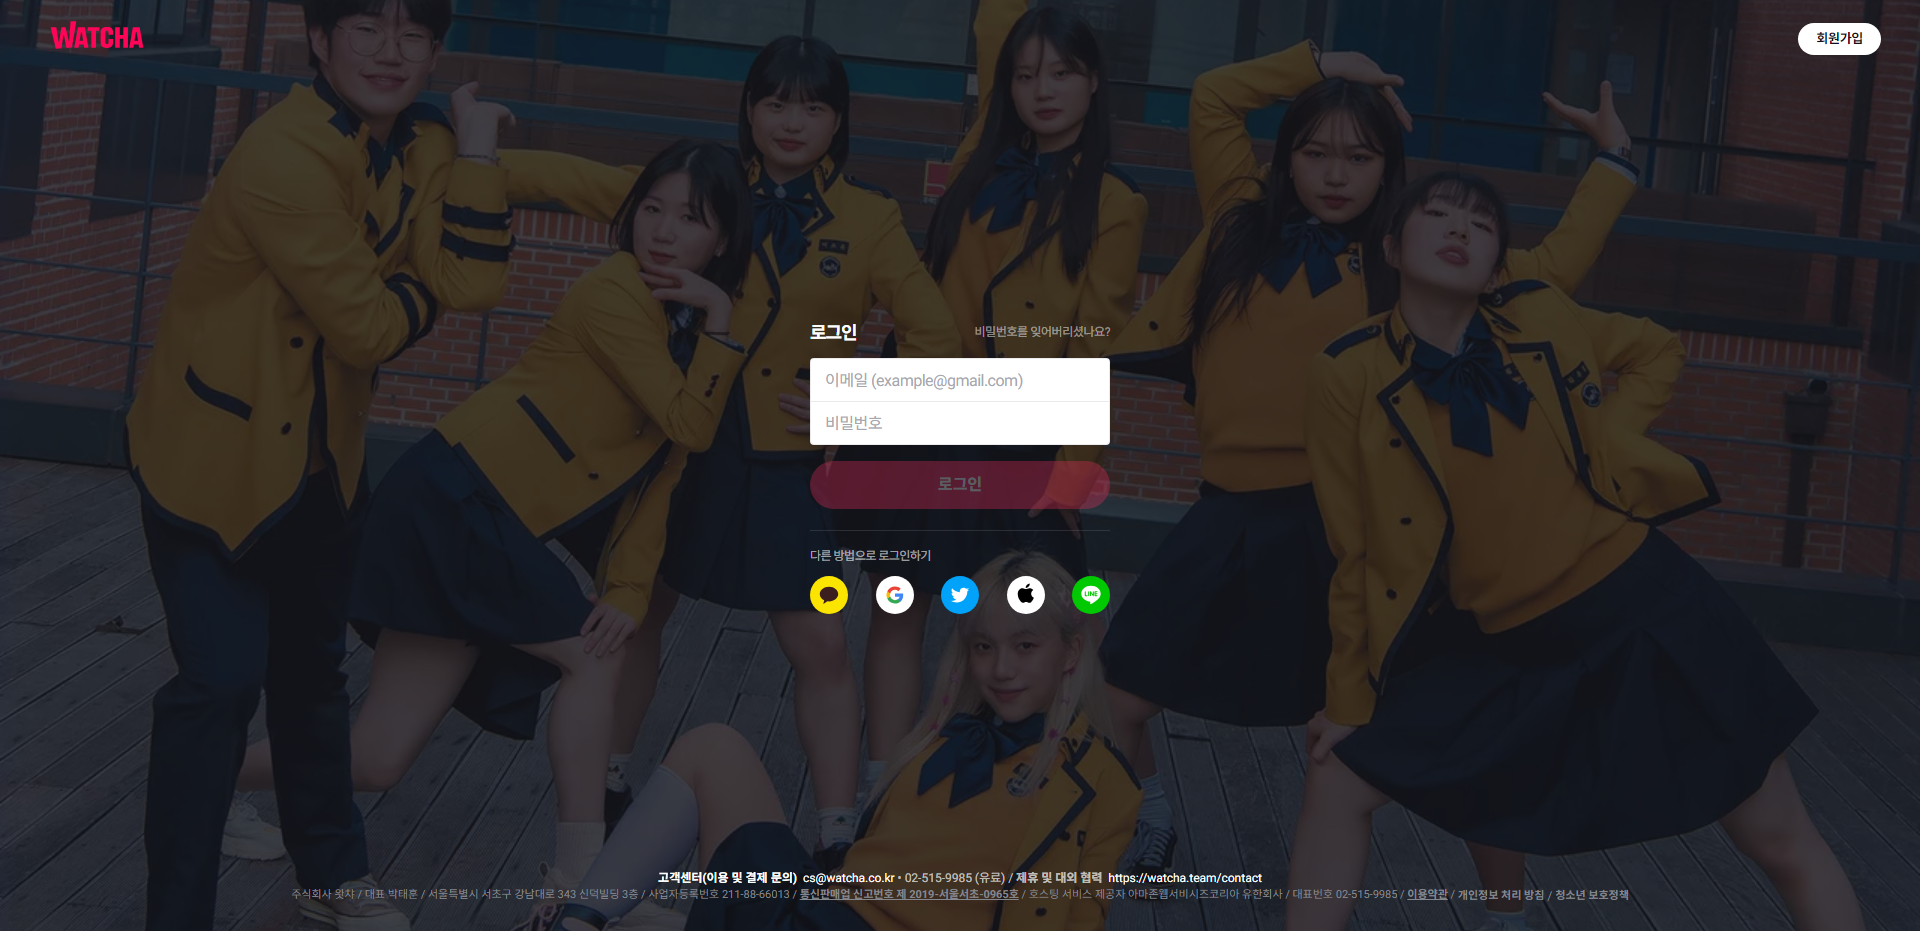 WATCHA
회원가입
로그인
비밀번호를 잊어버리셨나요?
이메일 (example@gmail.com)
비밀번호
로그인
다른 방법으로 로그인하기
LINE
고객센터(이용 및 결제 문의) cs@watcha.co.kr • 02-515-9985 (유료) / 제휴 및 대외 협력 https://watcha.team/contact
주식회사 왓챠 / 대표 박태훈 / 서울특별시 서초구 강남대로 343 신덕빌딩 3층 / 사업자등록번호 211-88-66013 / 통신판매업 신고번호 제 2019-서울서초-0965호 / 호스팅 서비스 제공자 아마존웹서비시즈코리아 유한회사 / 대표번호 02-515-9985 / 이용약관 / 개인정보 처리 방침 / 청소년 보호정책